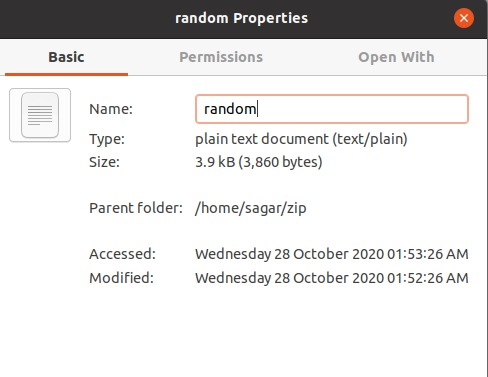 random Properties
Basic Permissions Open With
Name: random
Type: plain text document (text/plain)
Size: 3.9 kB (3,860 bytes)
Parent folder: /home/sagar/zip
Accessed: Wednesday 28 October 2020 01:53:26 AM
Modified: Wednesday 28 October 2020 01:52:26 AM